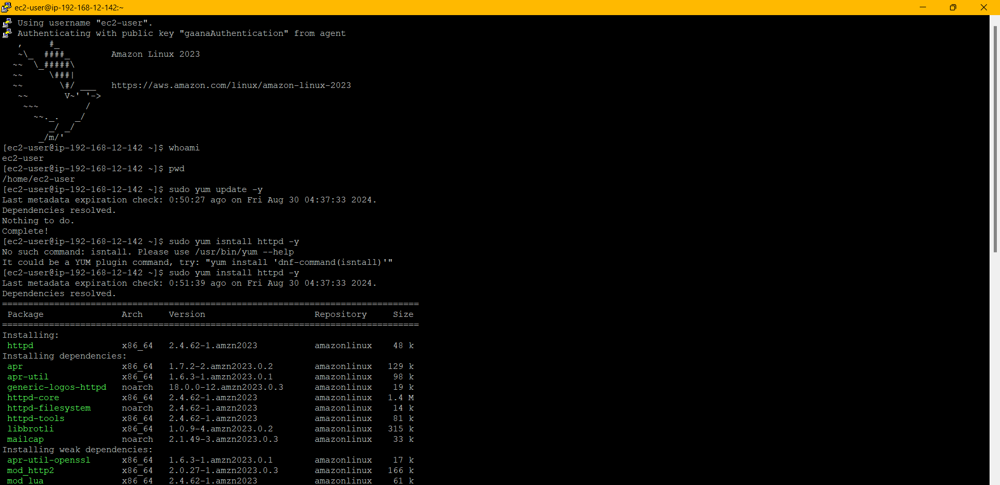 ec2-user@ip-192-168-12-142:~
Using username "ec2-user".
Authenticating with public key "gaanaAuthentication" from agent
   ,     #_
   ~\_  ####_        Amazon Linux 2023
  ~~  \_#####\
  ~~     \###|
  ~~       \#/ ___   https://aws.amazon.com/linux/amazon-linux-2023
   ~~       V~' '->
    ~~~         /
      ~~._.   _/
         _/ _/
       _/m/'
[ec2-user@ip-192-168-12-142 ~]$ whoami
ec2-user
[ec2-user@ip-192-168-12-142 ~]$ pwd
/home/ec2-user
[ec2-user@ip-192-168-12-142 ~]$ sudo yum update -y
Last metadata expiration check: 0:50:27 ago on Fri Aug 30 04:37:33 2024.
Dependencies resolved.
Nothing to do.
Complete!
[ec2-user@ip-192-168-12-142 ~]$ sudo yum isntall httpd -y
No such command: isntall. Please use /usr/bin/yum --help
It could be a YUM plugin command, try: "yum install 'dnf-command(isntall)'"
[ec2-user@ip-192-168-12-142 ~]$ sudo yum install httpd -y
Last metadata expiration check: 0:51:39 ago on Fri Aug 30 04:37:33 2024.
Dependencies resolved.
================================================================================
 Package               Arch     Version                     Repository     Size
================================================================================
Installing:
 httpd                 x86_64   2.4.62-1.amzn2023           amazonlinux    48 k
Installing dependencies:
 apr                   x86_64   1.7.2-2.amzn2023.0.2        amazonlinux   129 k
 apr-util              x86_64   1.6.3-1.amzn2023.0.1        amazonlinux    98 k
 generic-logos-httpd   noarch   18.0.0-12.amzn2023.0.3      amazonlinux    19 k
 httpd-core            x86_64   2.4.62-1.amzn2023           amazonlinux   1.4 M
 httpd-filesystem      noarch   2.4.62-1.amzn2023           amazonlinux    14 k
 httpd-tools           x86_64   2.4.62-1.amzn2023           amazonlinux    81 k
 libbrotli             x86_64   1.0.9-4.amzn2023.0.2        amazonlinux   315 k
 mailcap               noarch   2.1.49-3.amzn2023.0.3       amazonlinux    33 k
Installing weak dependencies:
 apr-util-openssl      x86_64   1.6.3-1.amzn2023.0.1        amazonlinux    17 k
 mod_http2             x86_64   2.0.27-1.amzn2023.0.3       amazonlinux   166 k
 mod_lua               x86_64   2.4.62-1.amzn2023           amazonlinux    61 k